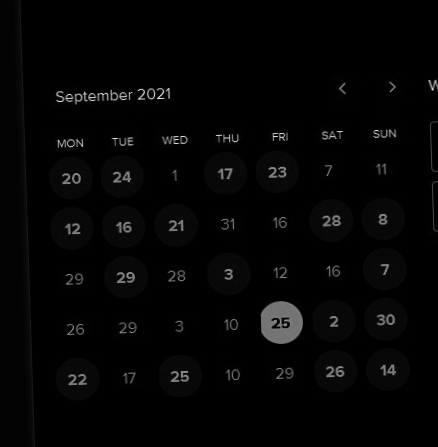 September 2021 < > W
MON TUE WED THU FRI SAT SUN
20 24 1 17 23 7 11
12 16 21 31 16 28 8
29 29 28 3 12 16 7
26 29 3 10 25 2 30
22 17 25 10 29 26 14